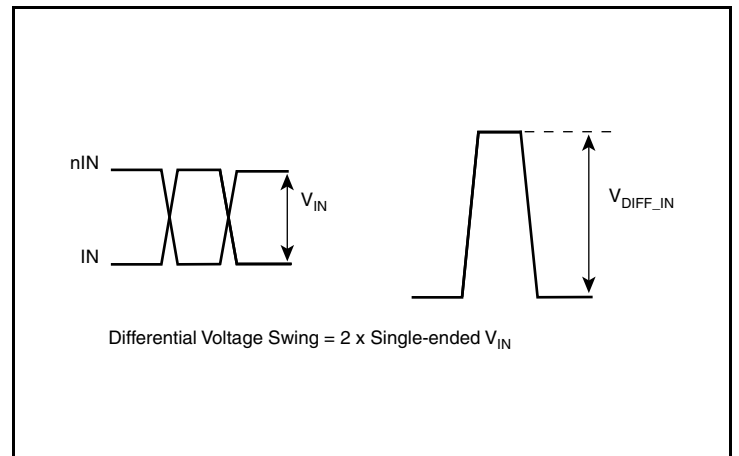 nIN
V_IN
IN
V_DIFF_IN
Differential Voltage Swing = 2 x Single-ended V_IN